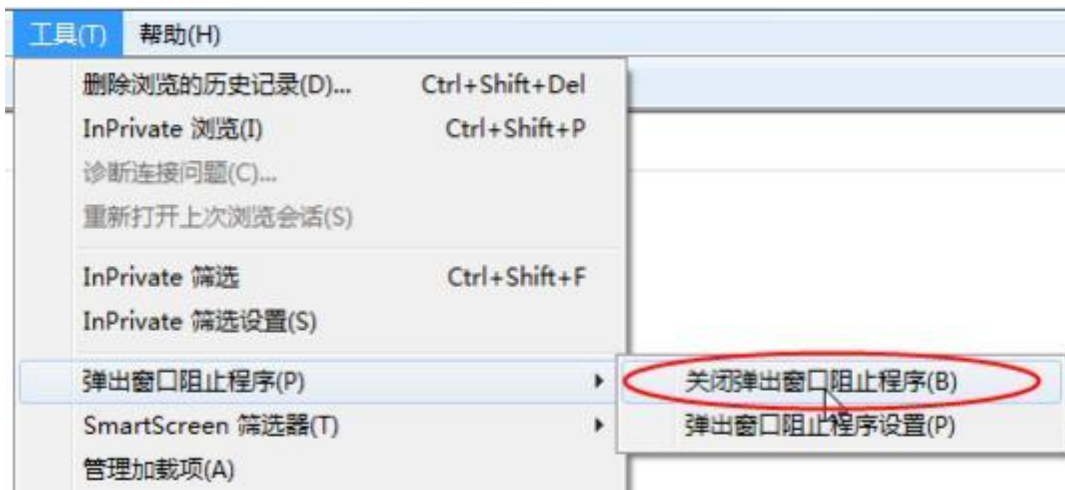 工具(T) 帮助(H)
删除浏览的历史记录(D)... Ctrl+Shift+Del
InPrivate 浏览(I) Ctrl+Shift+P
诊断连接问题(C)...
重新打开上次浏览会话(S)
InPrivate 筛选 Ctrl+Shift+F
InPrivate 筛选设置(S)
弹出窗口阻止程序(P) 关闭弹出窗口阻止程序(B)
SmartScreen 筛选器(T) 弹出窗口阻止程序设置(P)
管理加载项(A)